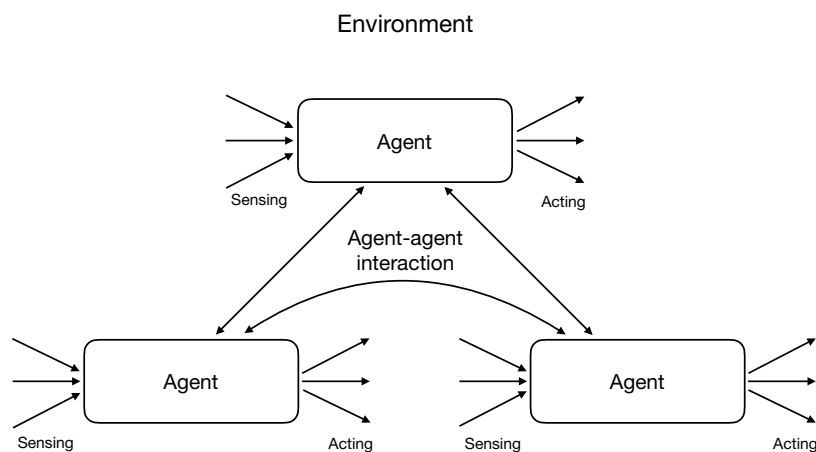 Environment
Agent
Sensing
Acting
Agent-agent
interaction
Agent
Agent
Sensing
Acting
Sensing
Acting